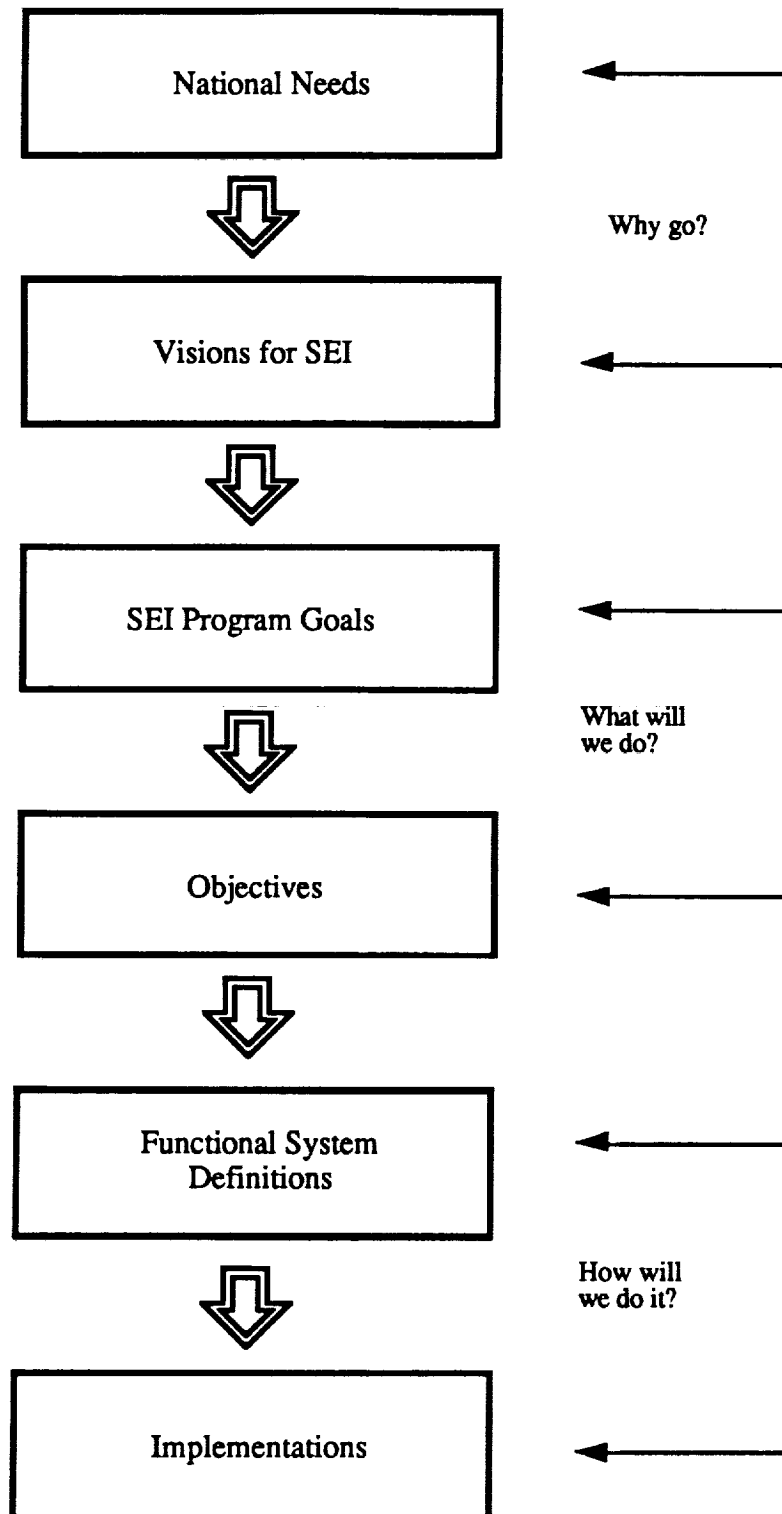 National Needs
Why go?
Visions for SEI
SEI Program Goals
What will
we do?
Objectives
Functional System
Definitions
How will
we do it?
Implementations